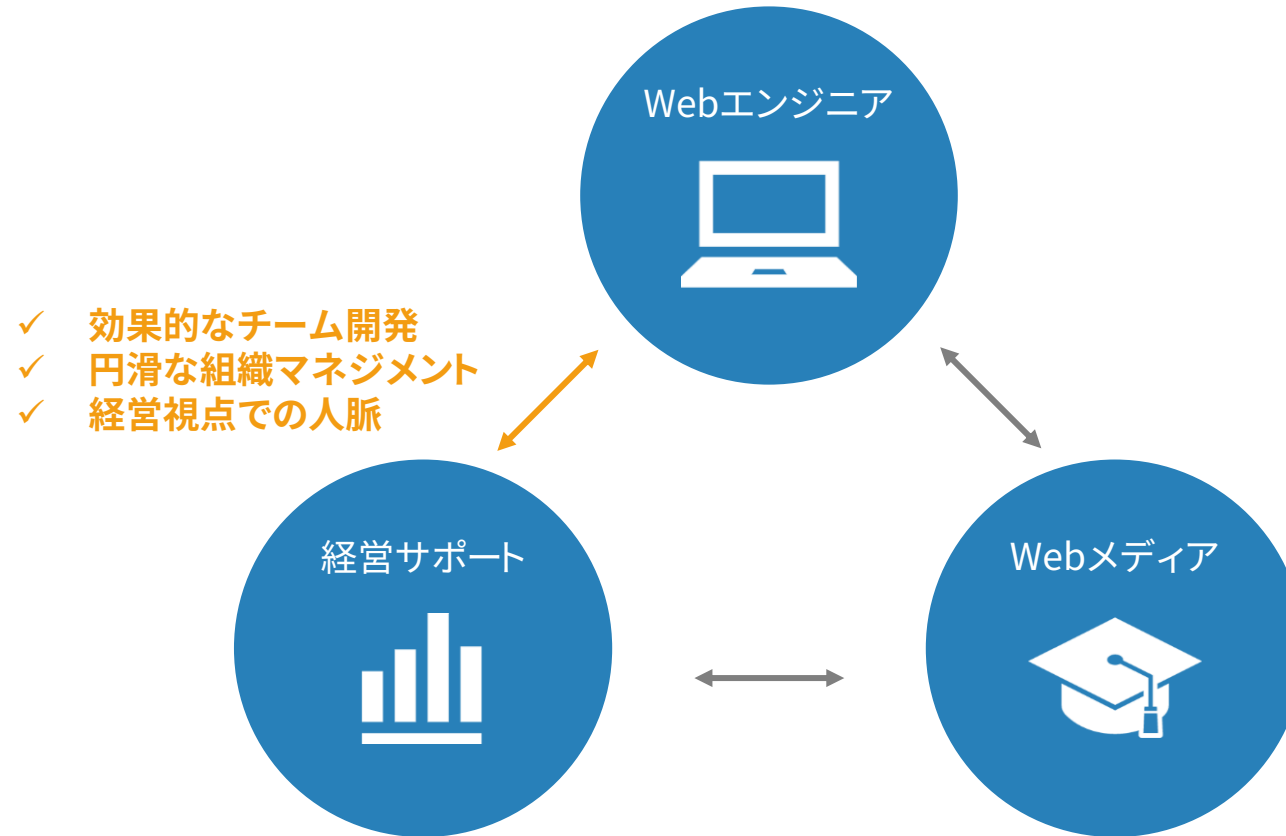 Webエンジニア
✓ 効果的なチーム開発
✓ 円滑な組織マネジメント
✓ 経営視点での人脈
経営サポート
Webメディア